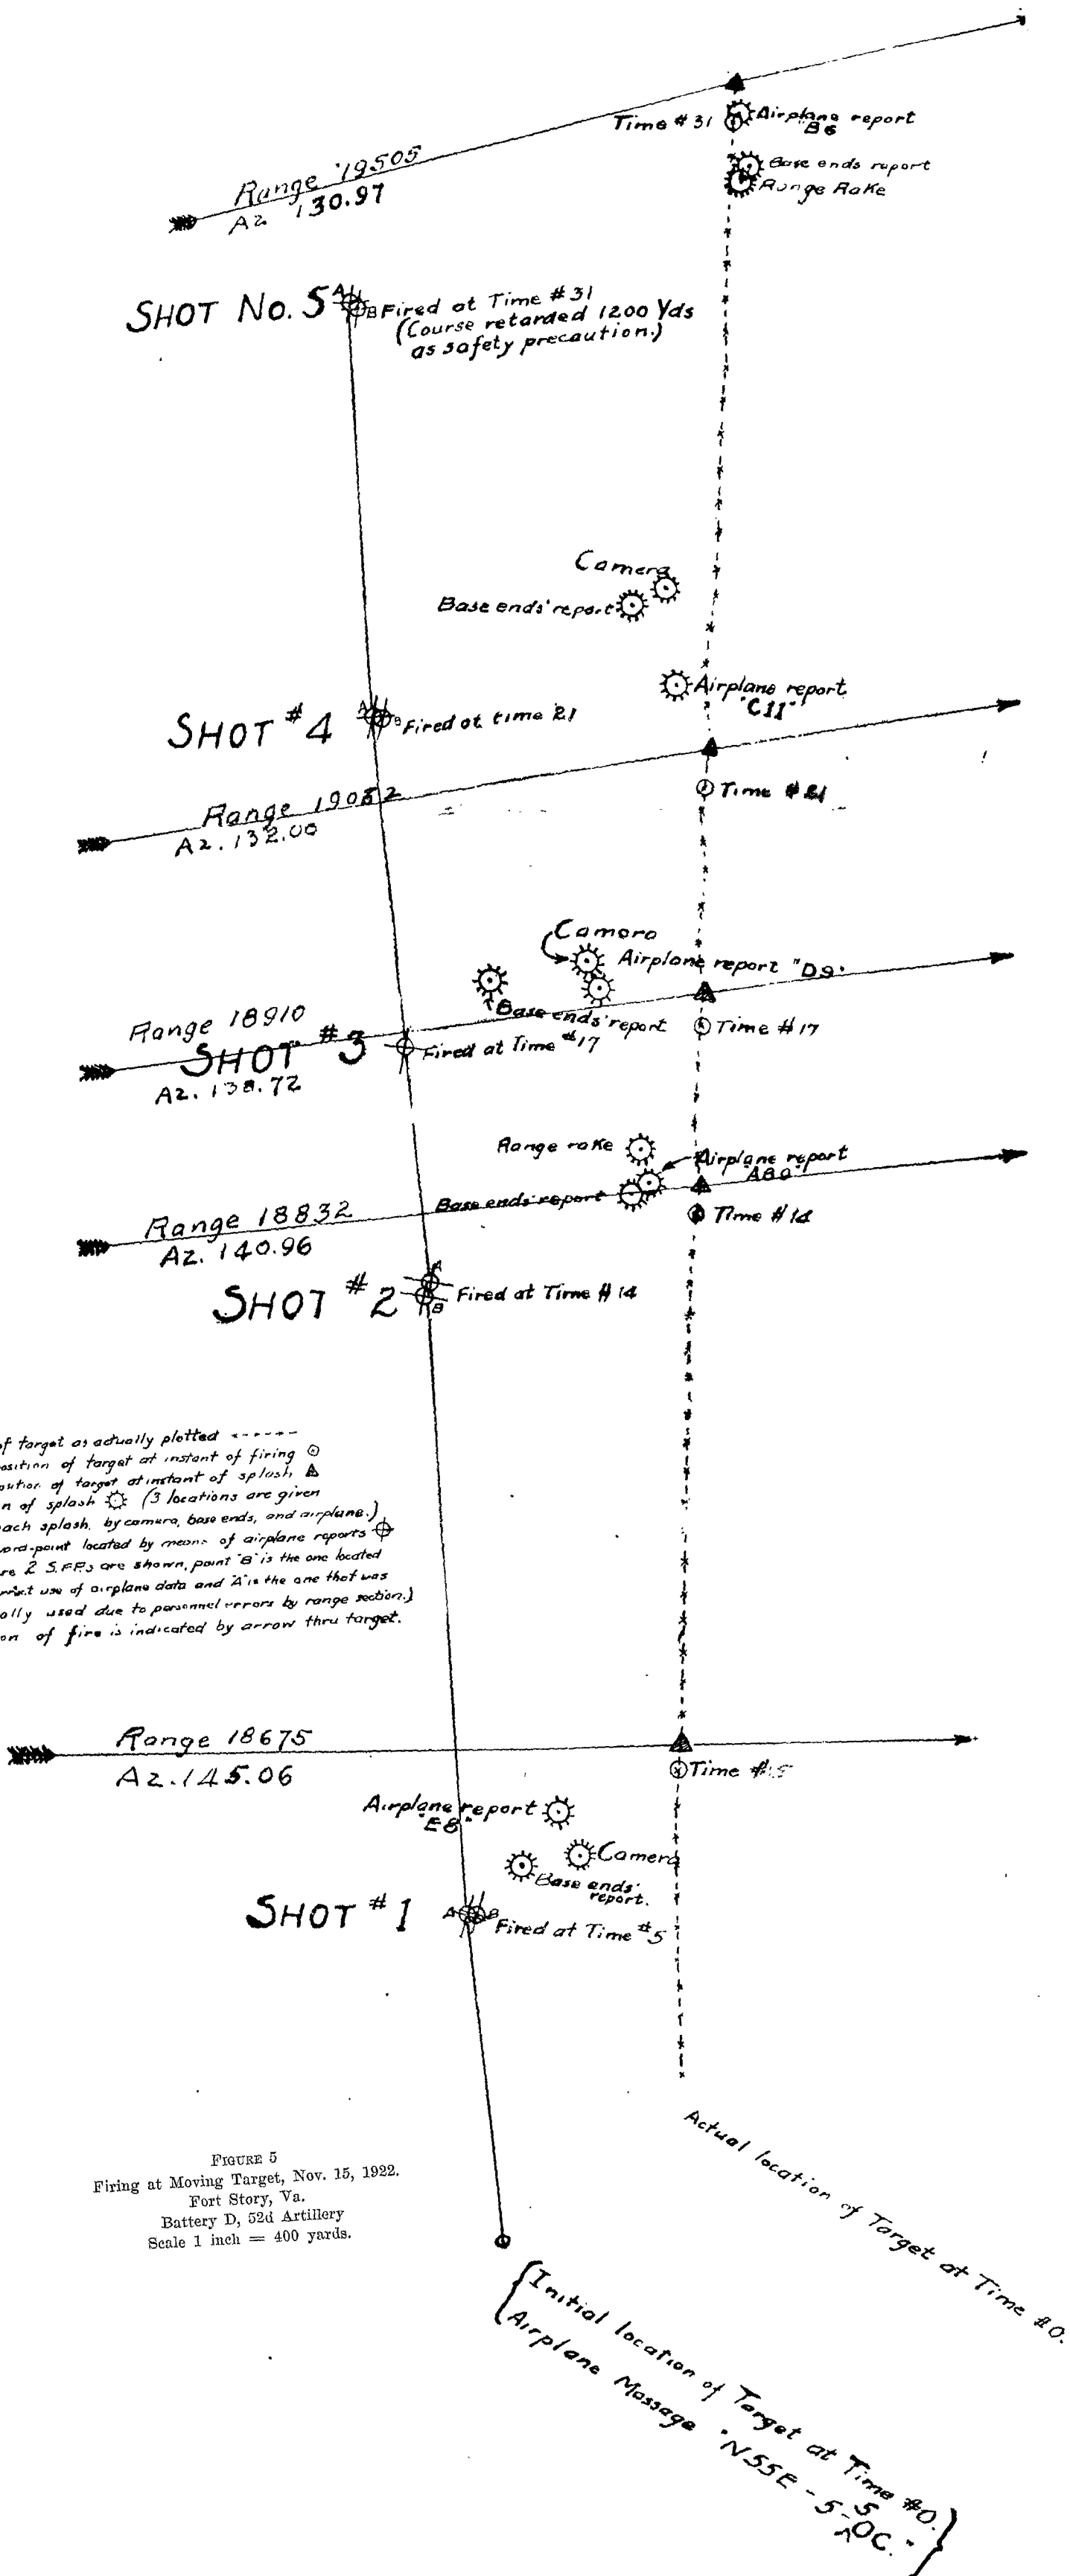 Time #31
Airplane report
"B6
Base ends report
Range Rake
Range 19505
Az 130.97
SHOT No. 5
A
B
Fired at Time #31
(Course retarded 1200 Yds
as safety precaution.)
Camera
Base ends' report
Airplane report
"C11"
SHOT #4
A
B
Fired at time 21
Range
Az. 132.00
Time
Camera
Airplane report "D9"
Base ends' report
Range 18910
Time #17
SHOT #3
Fired at Time #17
Az.
Range rake
Airplane report
Base ends' report
Range 18832
Az. 140.96
Time #14
SHOT #2
A
B
Fired at Time #14
of target as actually plotted
osition of target at instant of firing
osition of target at instant of splash
n of splash (3 locations are given
each splash, by camera, base ends, and airplane.)
ord-point located by means of airplane reports
re 2 S.F.P.s are shown, point "B" is the one located
use of airplane data and "A" is the one that was
ally used due to personnel errors by range section.)
on of fire is indicated by arrow thru target.
Range 18675
Az. 145.06
Time
Airplane report
"E8"
Camera
Base ends'
report.
SHOT #1
A
B
Fired at Time #5
Actual location of Target at Time #0.
FIGURE 5
Firing at Moving Target, Nov. 15, 1922.
Fort Story, Va.
Battery D, 52d Artillery
Scale 1 inch = 400 yards.
{Initial location of Target at Time #0.}
Airplane Message "NSSE - 5-5 OC."